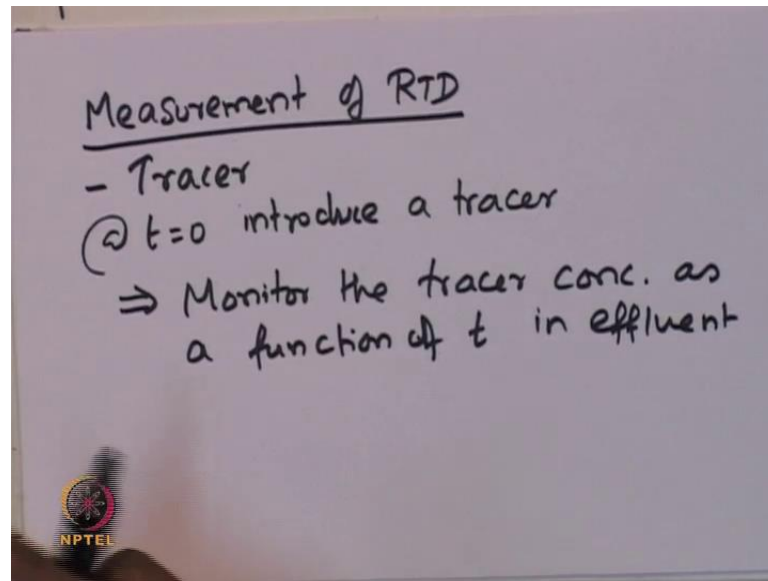 Measurement of RTD
- Tracer
@ t=0 introduce a tracer
⇒ Monitor the tracer conc. as
a function of t in effluent
NPTEL